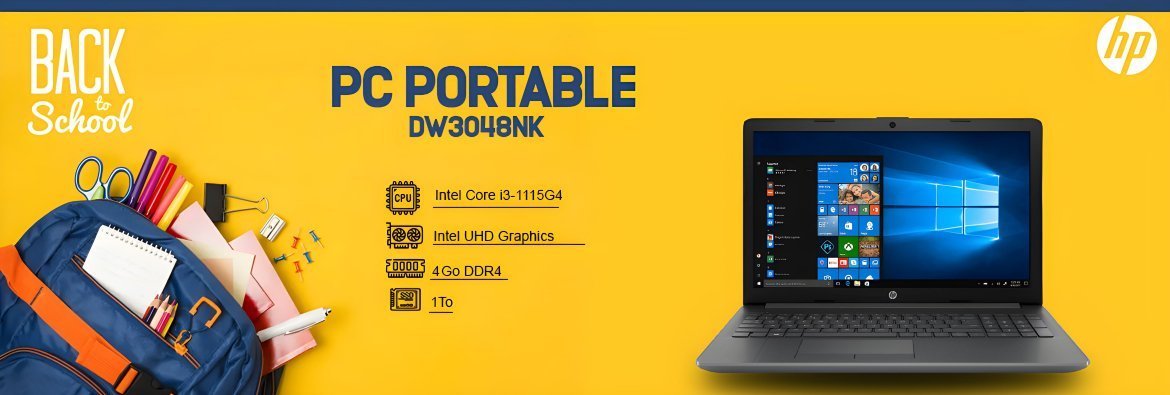 BACK
to
School
hp
PC PORTABLE
DW3048NK
CPU
Intel Core i3-1115G4
Intel UHD Graphics
4Go DDR4
1To